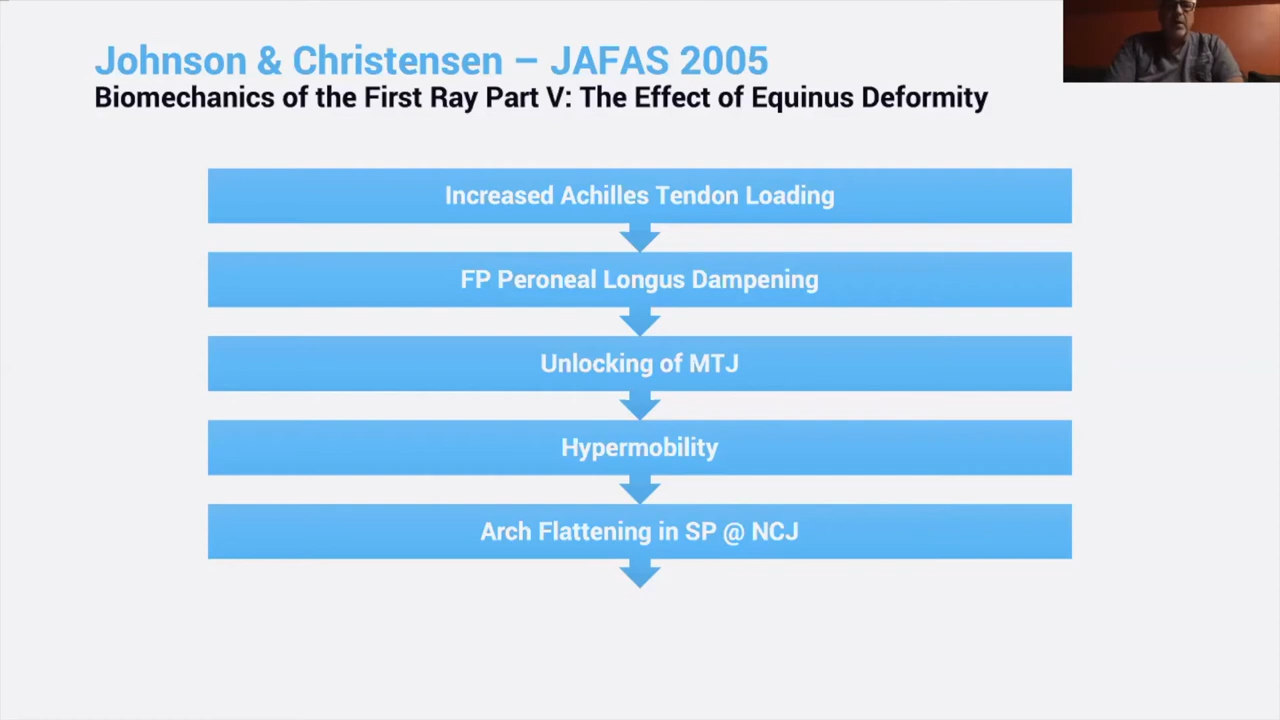 Johnson & Christensen – JAFAS 2005
Biomechanics of the First Ray Part V: The Effect of Equinus Deformity
Increased Achilles Tendon Loading
FP Peroneal Longus Dampening
Unlocking of MTJ
Hypermobility
Arch Flattening in SP @ NCJ